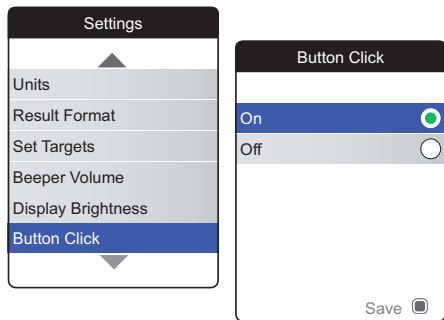 Settings
Units
Result Format
Set Targets
Beeper Volume
Display Brightness
Button Click
Button Click
On
Off
Save